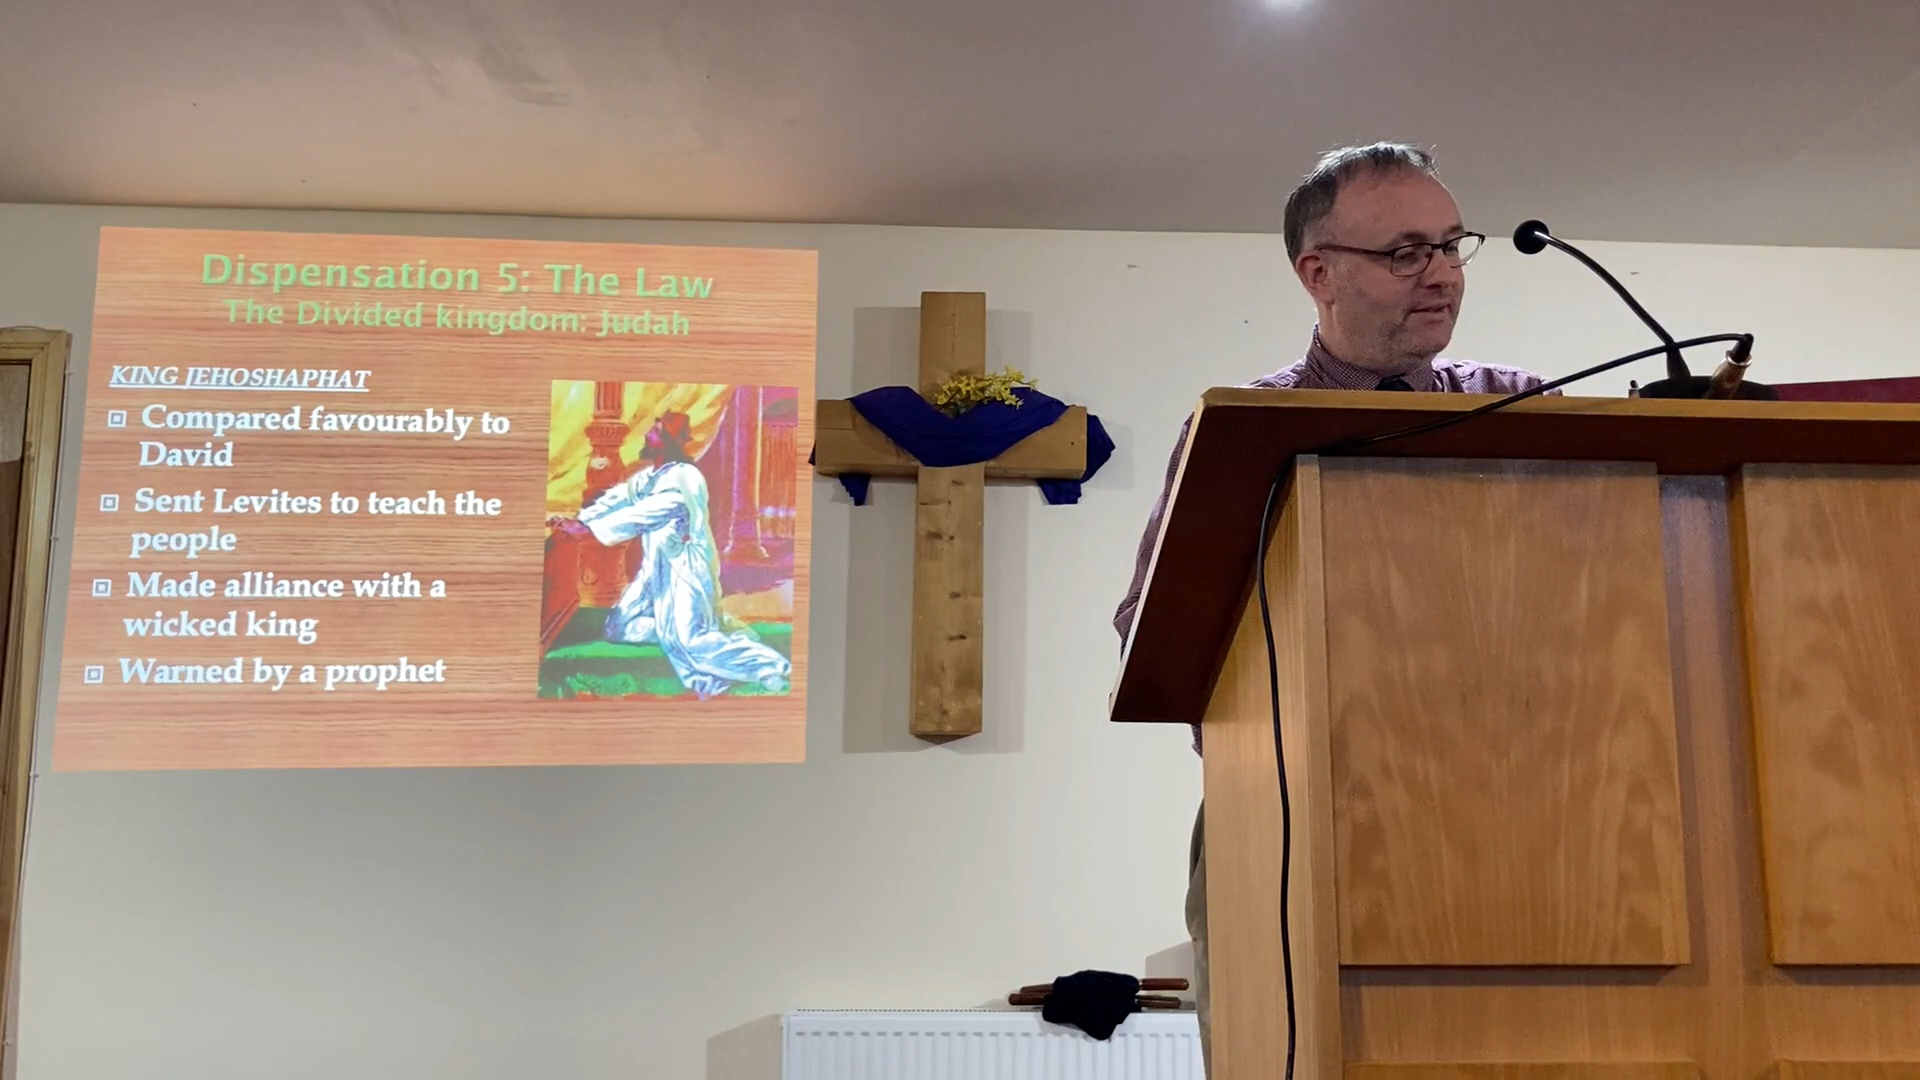 Dispensation 5: The Law
The Divided kingdom: Judah
KING JEHOSHAPHAT
Compared favourably to
David
Sent Levites to teach the
people
Made alliance with a
wicked king
Warned by a prophet